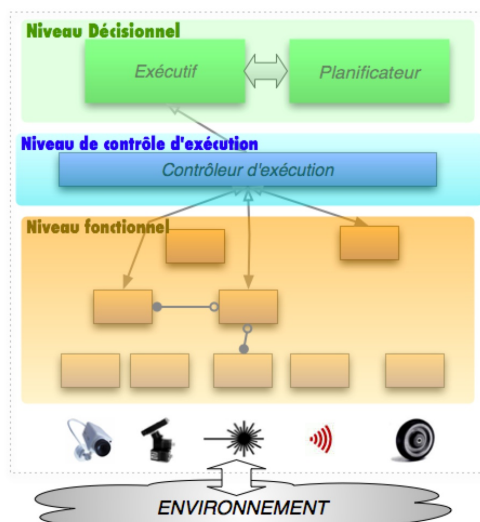 Niveau Décisionnel
Exécutif
Planificateur
Niveau de contrôle d'exécution
Contrôleur d'exécution
Niveau fonctionnel
ENVIRONNEMENT